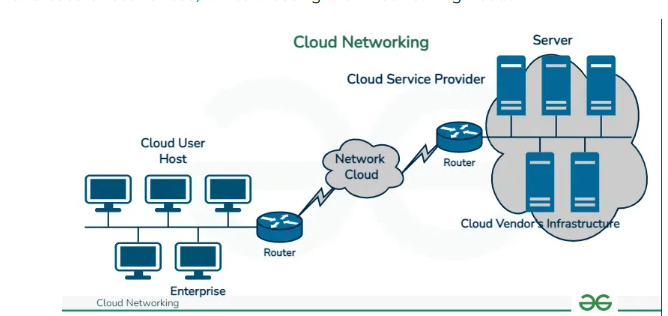 Cloud Networking
Server
Cloud Service Provider
Cloud User
Host
Network
Cloud
Router
Router
Cloud Vendor's Infrastructure
Enterprise
Cloud Networking